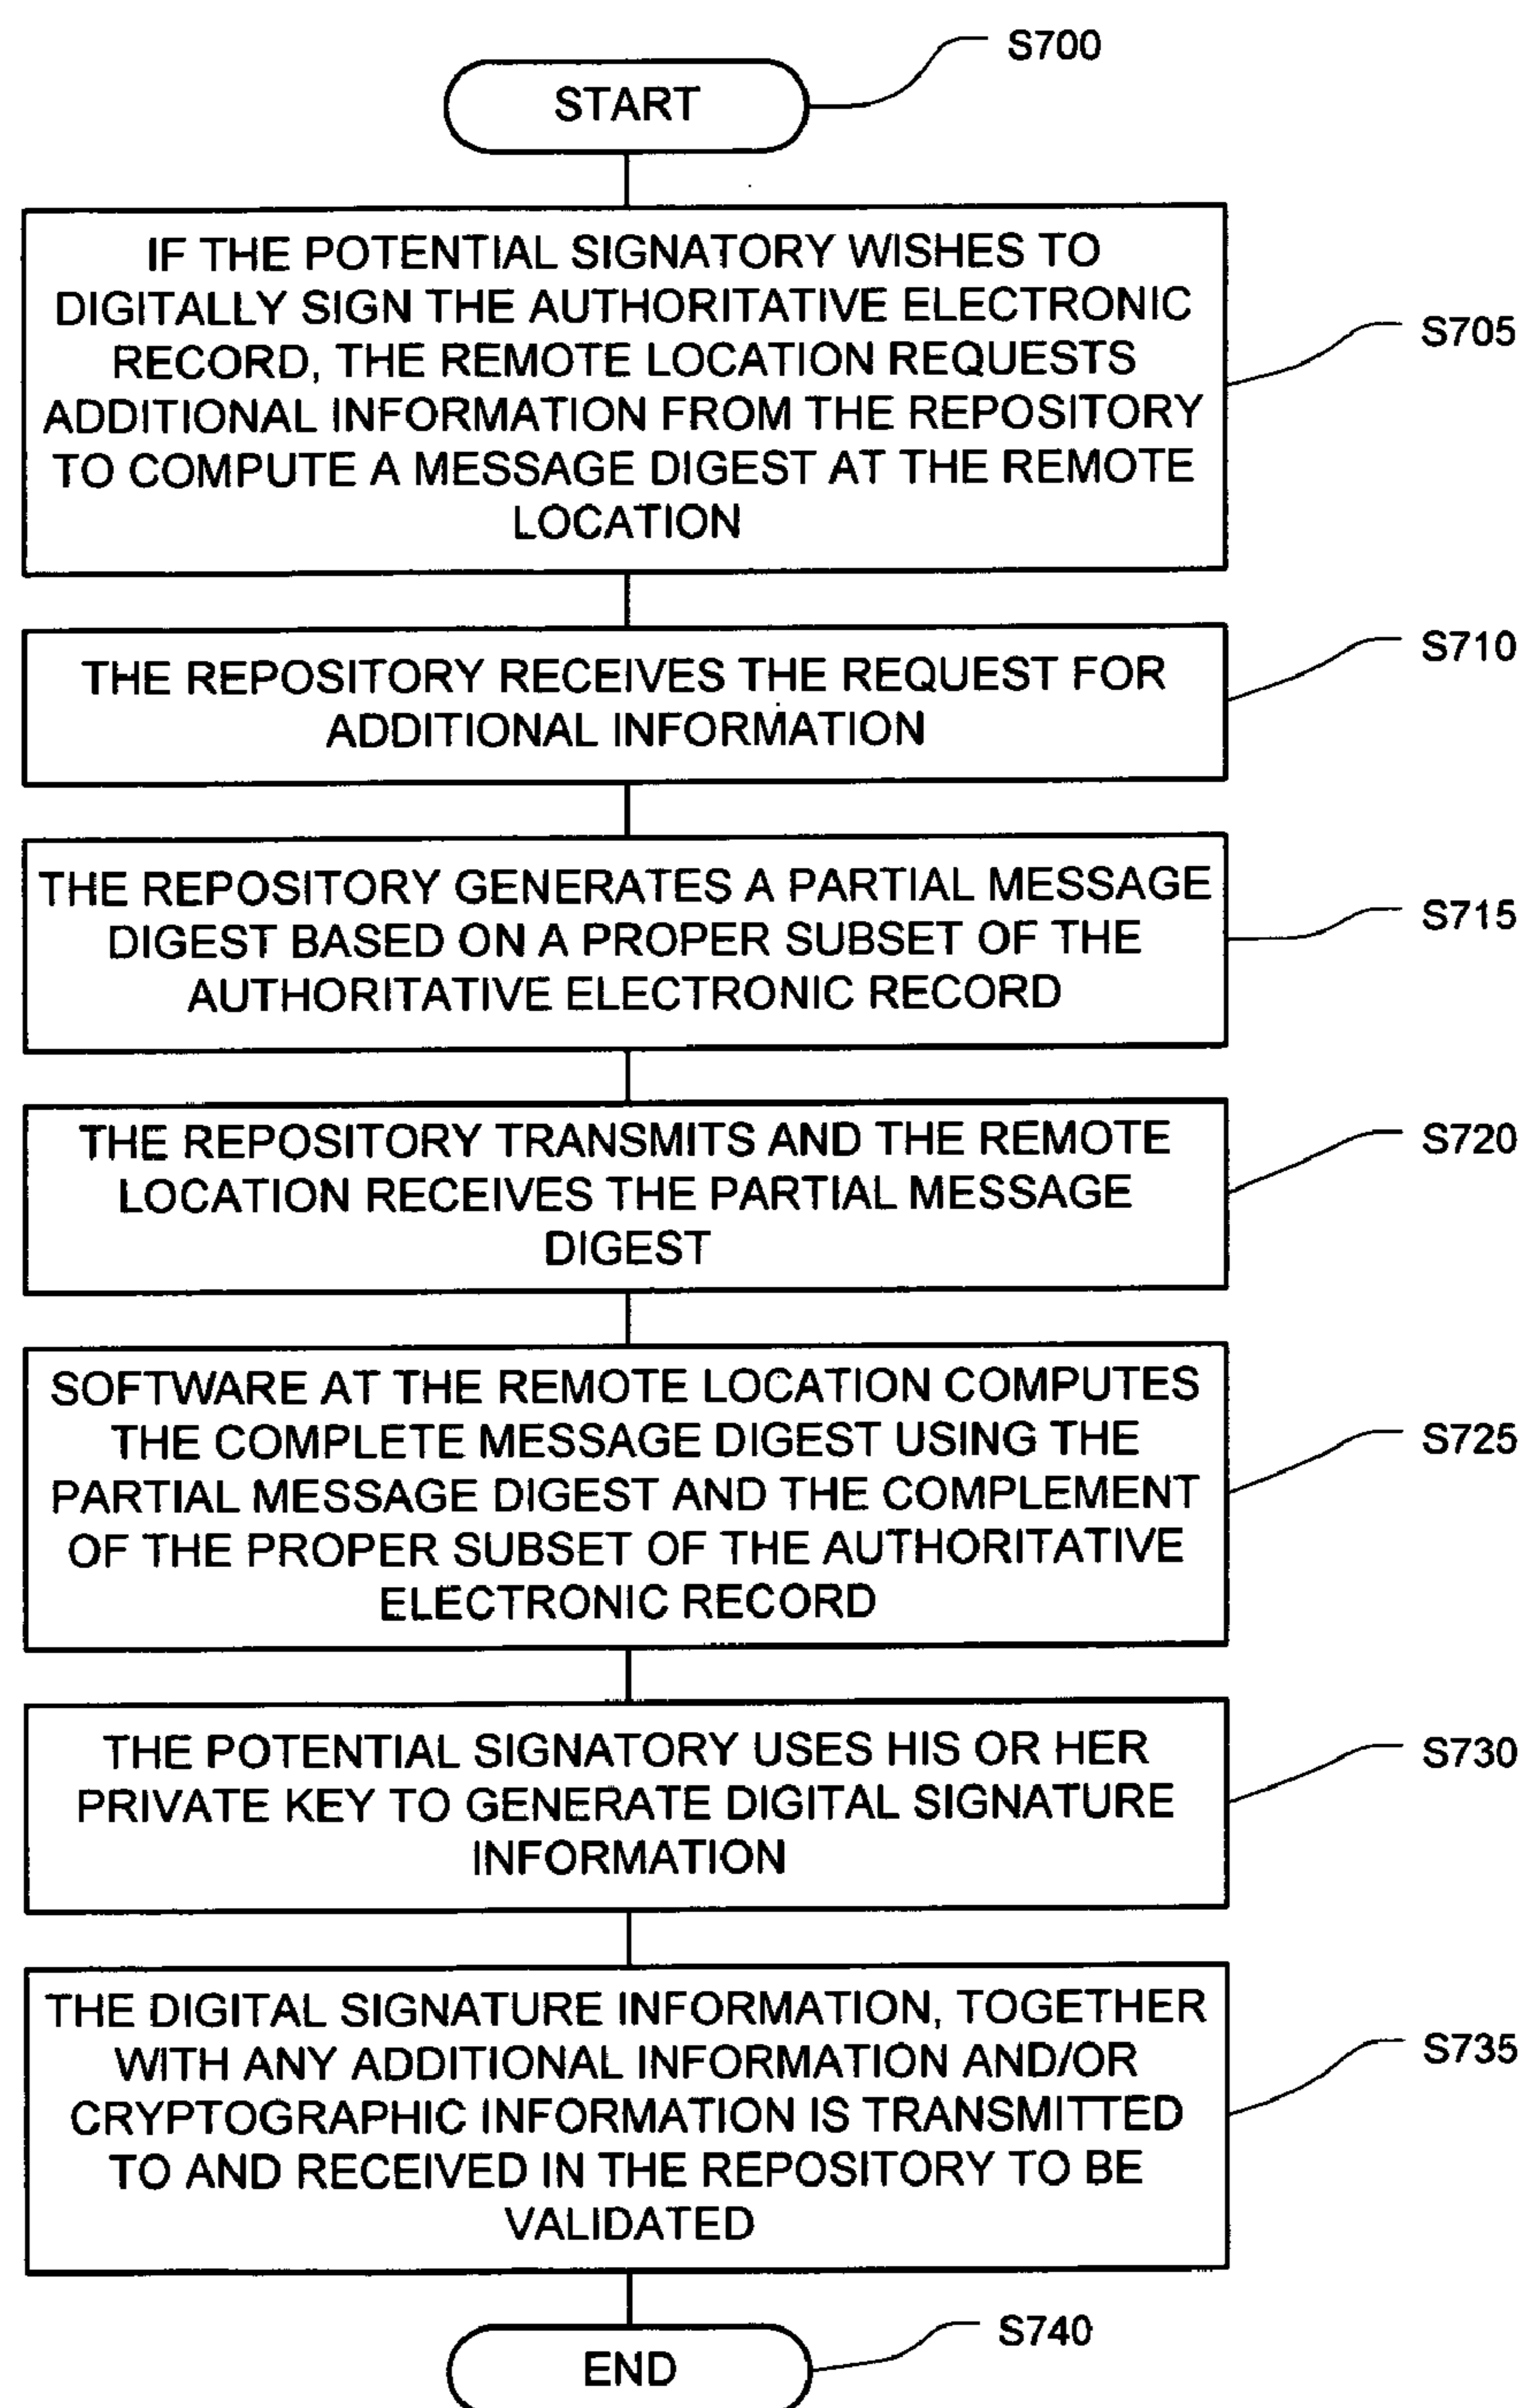 S700
START
IF THE POTENTIAL SIGNATORY WISHES TO
DIGITALLY SIGN THE AUTHORITATIVE ELECTRONIC
RECORD, THE REMOTE LOCATION REQUESTS
ADDITIONAL INFORMATION FROM THE REPOSITORY
TO COMPUTE A MESSAGE DIGEST AT THE REMOTE
LOCATION
S705
THE REPOSITORY RECEIVES THE REQUEST FOR
ADDITIONAL INFORMATION
S710
THE REPOSITORY GENERATES A PARTIAL MESSAGE
DIGEST BASED ON A PROPER SUBSET OF THE
AUTHORITATIVE ELECTRONIC RECORD
S715
THE REPOSITORY TRANSMITS AND THE REMOTE
LOCATION RECEIVES THE PARTIAL MESSAGE
DIGEST
S720
SOFTWARE AT THE REMOTE LOCATION COMPUTES
THE COMPLETE MESSAGE DIGEST USING THE
PARTIAL MESSAGE DIGEST AND THE COMPLEMENT
OF THE PROPER SUBSET OF THE AUTHORITATIVE
ELECTRONIC RECORD
S725
THE POTENTIAL SIGNATORY USES HIS OR HER
PRIVATE KEY TO GENERATE DIGITAL SIGNATURE
INFORMATION
S730
THE DIGITAL SIGNATURE INFORMATION, TOGETHER
WITH ANY ADDITIONAL INFORMATION AND/OR
CRYPTOGRAPHIC INFORMATION IS TRANSMITTED
TO AND RECEIVED IN THE REPOSITORY TO BE
VALIDATED
S735
S740
END